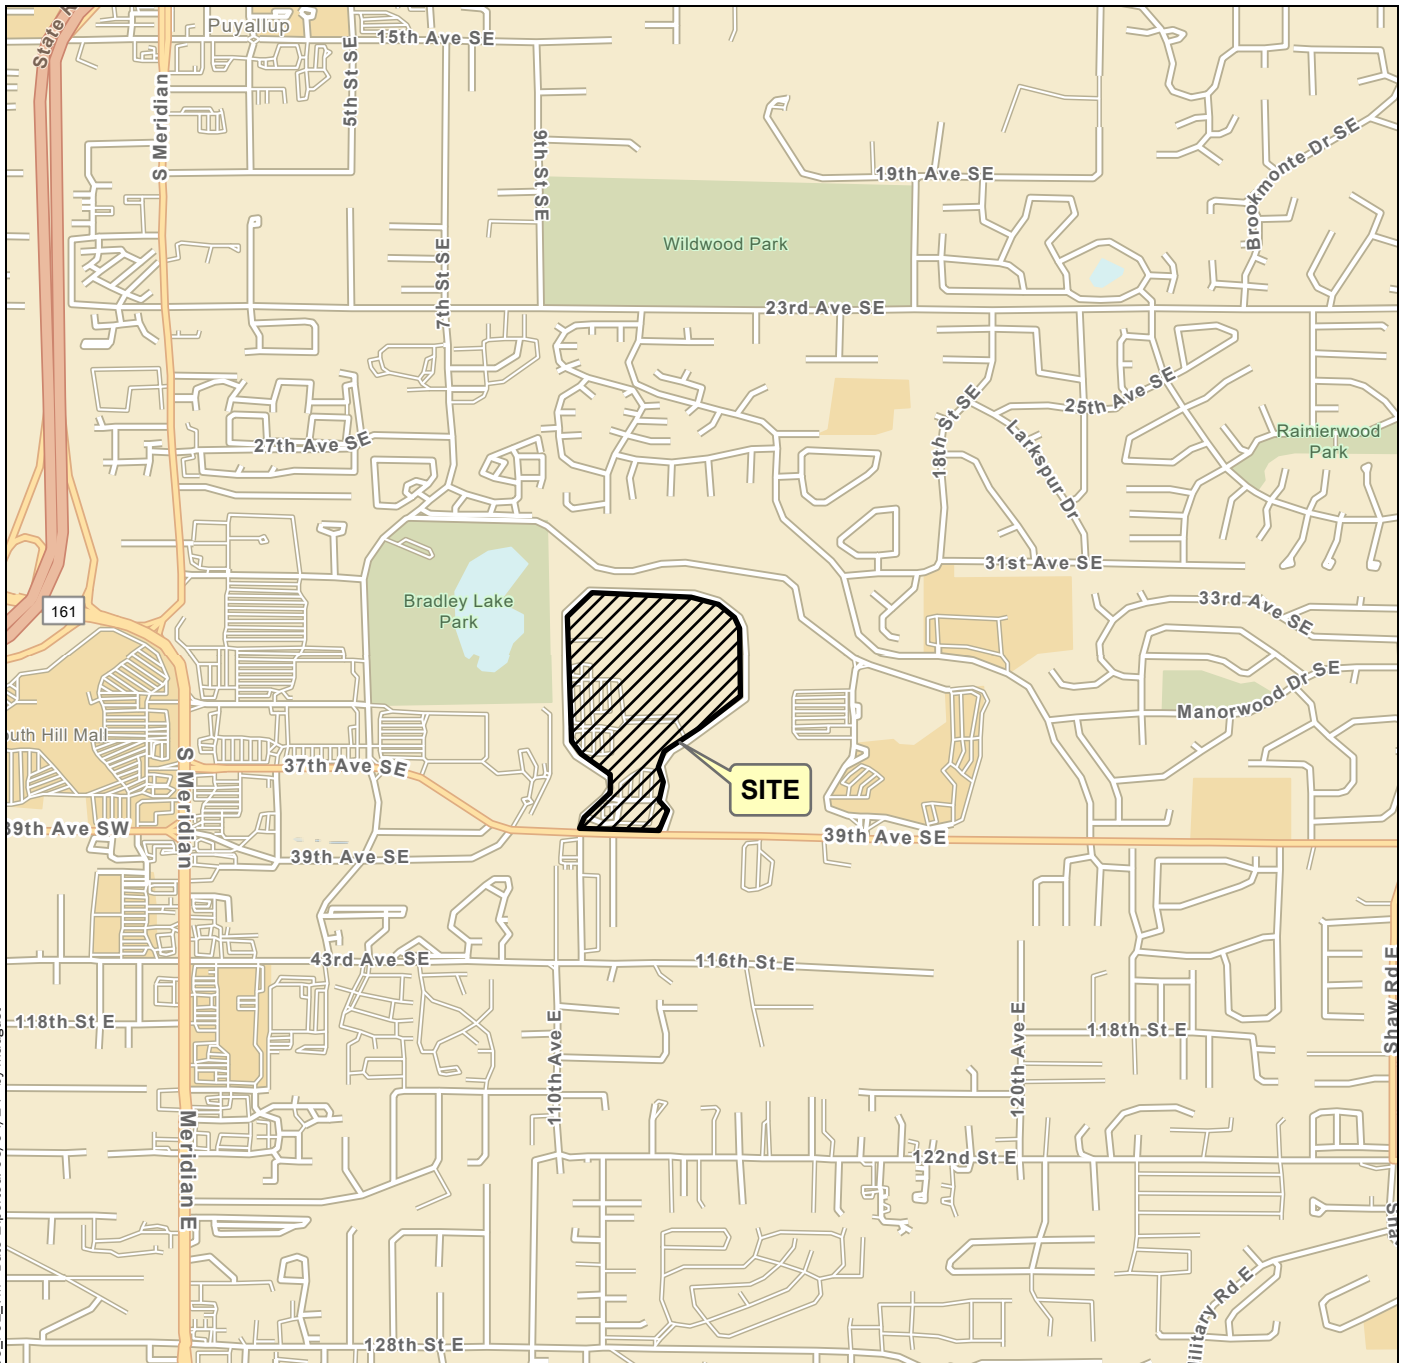 Puyallup
State R
15th Ave SE
5th St SE
S Meridian
9th St SE
19th Ave SE
Brookmonte Dr SE
Wildwood Park
7th St SE
23rd Ave SE
25th Ave SE
18th St SE
Larkspur Dr
27th Ave SE
Rainierwood
Park
31st Ave SE
161
Bradley Lake
Park
33rd Ave SE
Manorwood Dr SE
outh Hill Mall
S Meridian
37th Ave SE
SITE
39th Ave SW
39th Ave SE
39th Ave SE
43rd Ave SE
116th St E
Shaw Rd E
118th St E
110th Ave E
120th Ave E
118th St E
Meridian E
122nd St E
Sha
ilitary Rd E
128th St E